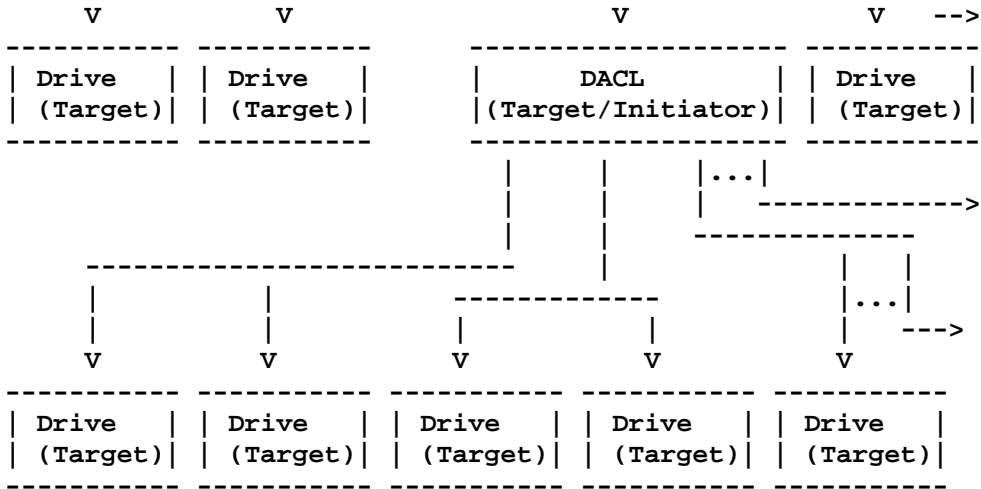 V V V V -->
Drive Drive DACL Drive
(Target) (Target) (Target/Initiator) (Target)
...
...
V V V V V
Drive Drive Drive Drive Drive
(Target) (Target) (Target) (Target) (Target)